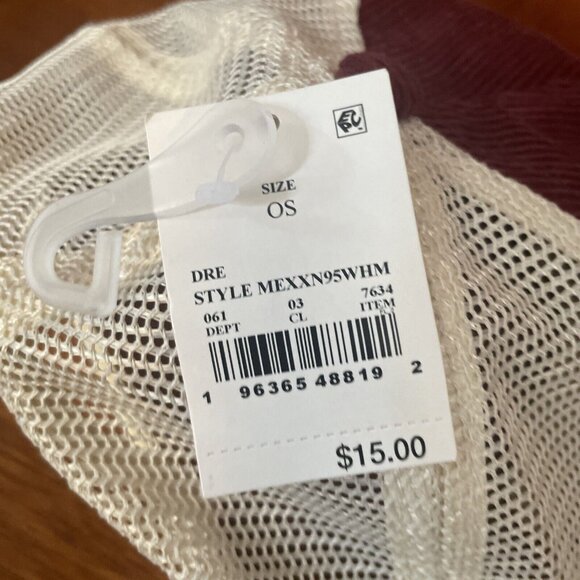 SIZE
OS
DRE
STYLE MEXXN95WHM
061 03 7634
DEPT CL ITEM
1 96365 48819 2
$15.00